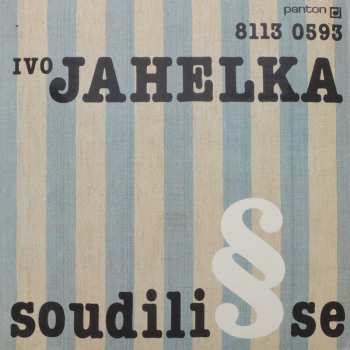 panton
8113 0593
IVO JAHELKA
soudili § se